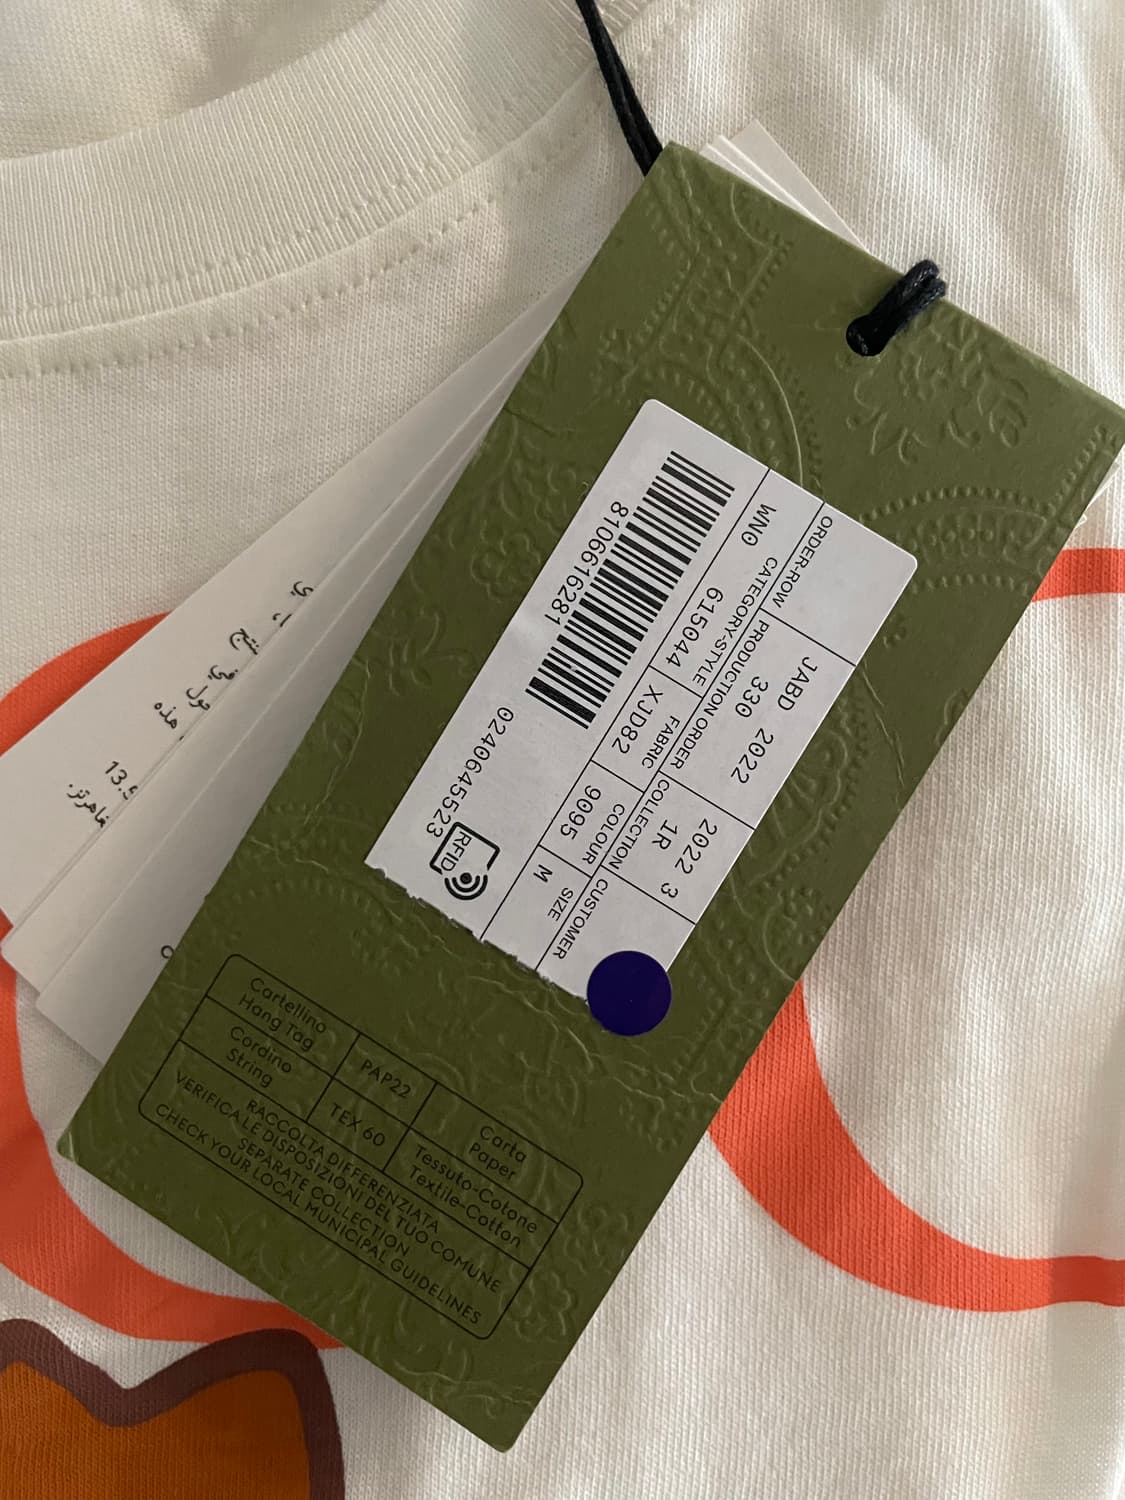 ORDER-ROW
JABD
PRODUCTION ORDER
330 2022
COLLECTION
2022 3
1R
CUSTOMER
CATEGORY-STYLE
WN0 615044
FABRIC
XJD82
COLOUR
9095
SIZE
M
8106616281
0240645523
RFID
Cartellino
Hang Tag
PAP22
Carta
Paper
Cordino
String
TEX 60
Tessuto-Cotone
Textile-Cotton
RACCOLTA DIFFERENZIATA
VERIFICA LE DISPOSIZIONI DEL TUO COMUNE
SEPARATE COLLECTION
CHECK YOUR LOCAL MUNICIPAL GUIDELINES
هذه